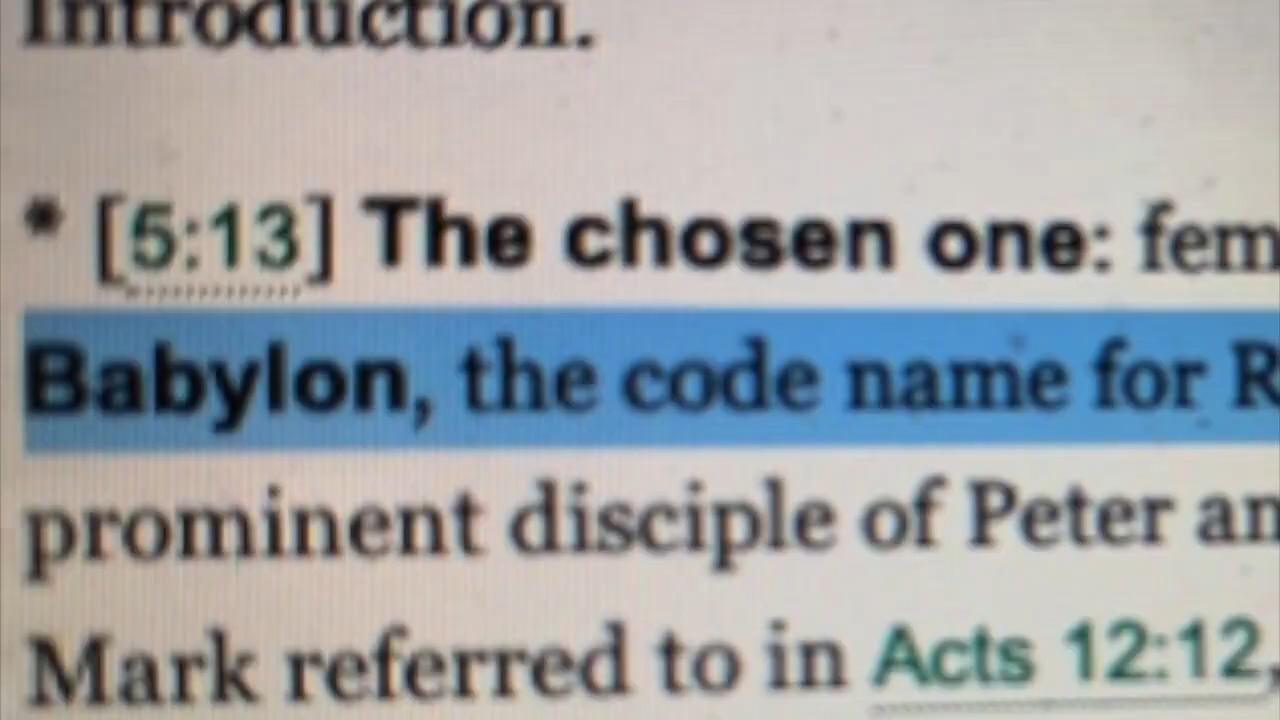 Introduction.
* [5:13] The chosen one: fem
Babylon, the code name for R
prominent disciple of Peter an
Mark referred to in Acts 12:12,